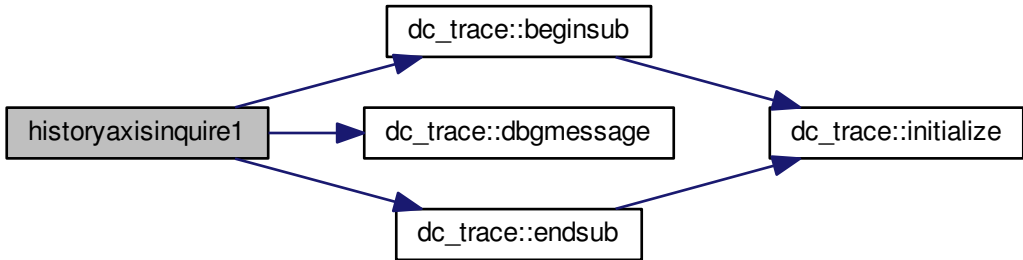 dc_trace::beginsub
historyaxisinquire1
dc_trace::dbgmessage
dc_trace::initialize
dc_trace::endsub